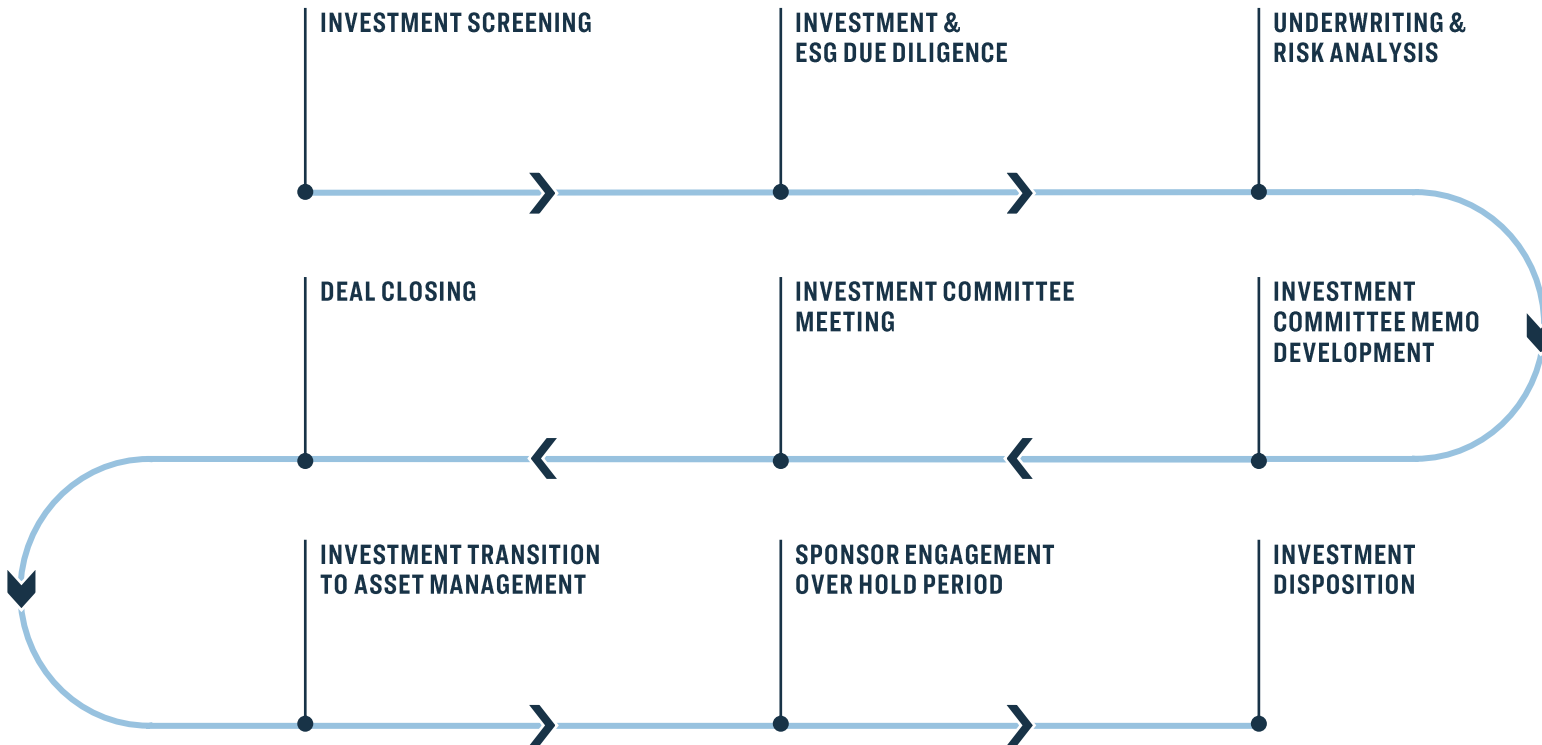 INVESTMENT SCREENING
INVESTMENT &
ESG DUE DILIGENCE
UNDERWRITING &
RISK ANALYSIS
DEAL CLOSING
INVESTMENT COMMITTEE
MEETING
INVESTMENT
COMMITTEE MEMO
DEVELOPMENT
INVESTMENT TRANSITION
TO ASSET MANAGEMENT
SPONSOR ENGAGEMENT
OVER HOLD PERIOD
INVESTMENT
DISPOSITION